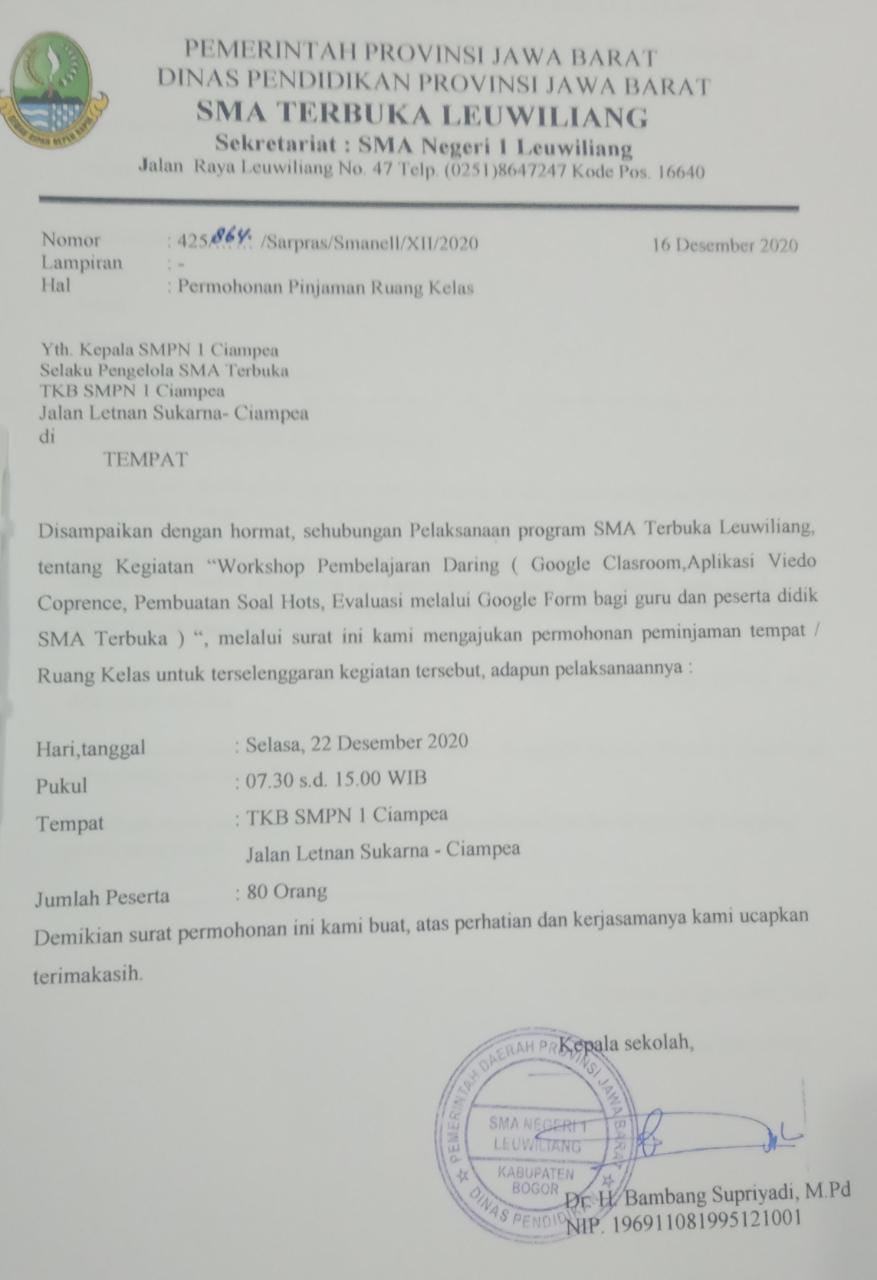 PEMERINTAH PROVINSI JAWA BARAT
DINAS PENDIDIKAN PROVINSI JAWA BARAT
SMA TERBUKA LEUWILIANG
Sekretariat : SMA Negeri 1 Leuwiliang
Jalan Raya Leuwiliang No. 47 Telp. (0251)8647247 Kode Pos. 16640
Nomor : 425/864. /Sarpras/Smanell/XII/2020 16 Desember 2020
Lampiran : -
Hal : Permohonan Pinjaman Ruang Kelas
Yth. Kepala SMPN 1 Ciampea
Selaku Pengelola SMA Terbuka
TKB SMPN 1 Ciampea
Jalan Letnan Sukarna- Ciampea
di
TEMPAT
Disampaikan dengan hormat, sehubungan Pelaksanaan program SMA Terbuka Leuwiliang,
tentang Kegiatan “Workshop Pembelajaran Daring ( Google Clasroom,Aplikasi Viedo
Coprence, Pembuatan Soal Hots, Evaluasi melalui Google Form bagi guru dan peserta didik
SMA Terbuka ) “, melalui surat ini kami mengajukan permohonan peminjaman tempat /
Ruang Kelas untuk terselenggaran kegiatan tersebut, adapun pelaksanaannya :
Hari,tanggal : Selasa, 22 Desember 2020
Pukul : 07.30 s.d. 15.00 WIB
Tempat : TKB SMPN 1 Ciampea
Jalan Letnan Sukarna - Ciampea
Jumlah Peserta : 80 Orang
Demikian surat permohonan ini kami buat, atas perhatian dan kerjasamanya kami ucapkan
terimakasih.
Kepala sekolah,
PEMERINTAH DAERAH PROVINSI JAWA BARAT
SMA NEGERI 1
LEUWILIANG
KABUPATEN
BOGOR
DINAS PENDIDIKAN
Dr. H. Bambang Supriyadi, M.Pd
NIP. 196911081995121001